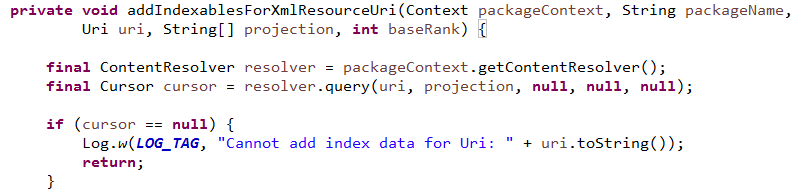 private void addIndexablesForXmlResourceUri(Context packageContext, String packageName,
Uri uri, String[] projection, int baseRank) {
final ContentResolver resolver = packageContext.getContentResolver();
final Cursor cursor = resolver.query(uri, projection, null, null, null);
if (cursor == null) {
Log.w(LOG_TAG, "Cannot add index data for Uri: " + uri.toString());
return;
}